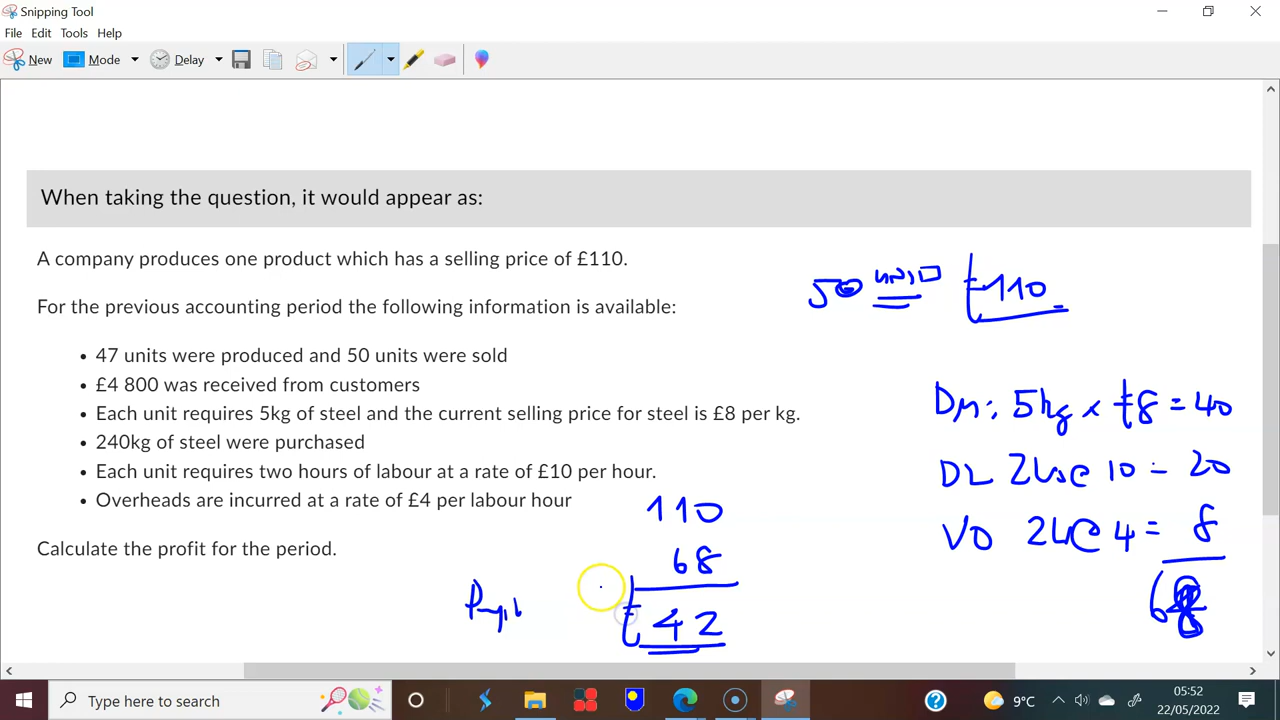 Snipping Tool
File Edit Tools Help
New Mode Delay
When taking the question, it would appear as:
A company produces one product which has a selling price of £110.
50 units £110
For the previous accounting period the following information is available:
• 47 units were produced and 50 units were sold
• £4 800 was received from customers
• Each unit requires 5kg of steel and the current selling price for steel is £8 per kg.
DM: 5kg x £8 = 40
• 240kg of steel were purchased
• Each unit requires two hours of labour at a rate of £10 per hour.
DL 2hrs@ 10 = 20
• Overheads are incurred at a rate of £4 per labour hour
110
VO 2h@ 4 = 8
Calculate the profit for the period.
68
68
Profit
£42
Type here to search
9°C
05:52
22/05/2022